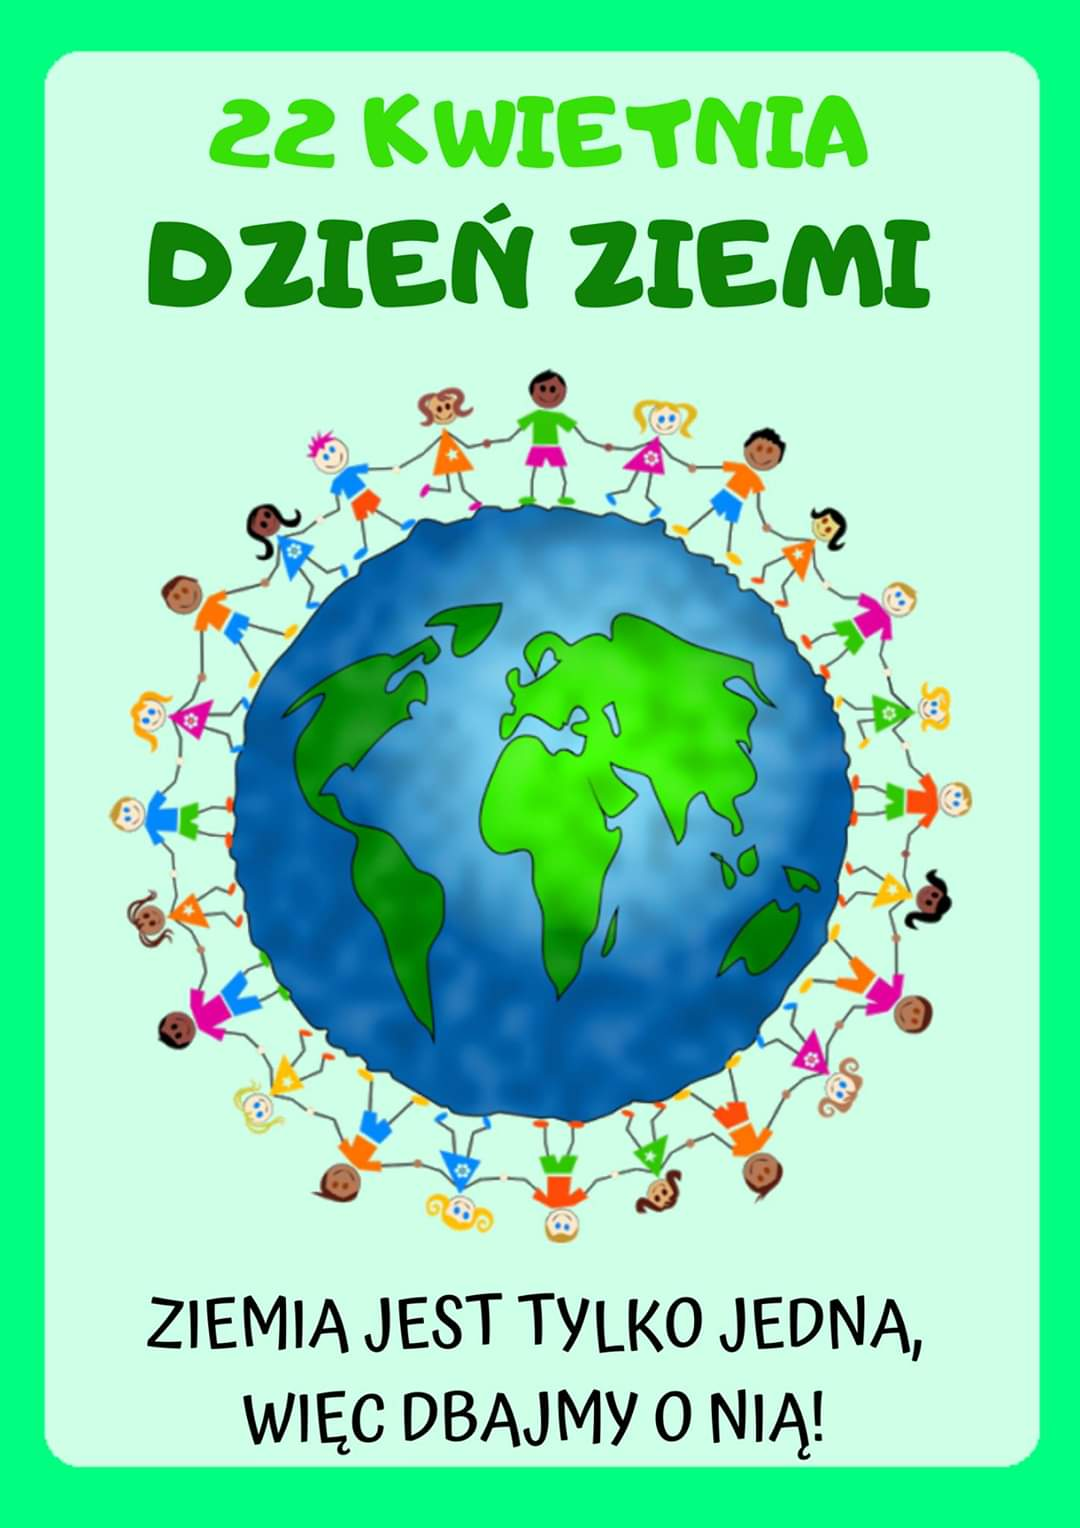 22 KWIETNIA
DZIEŃ ZIEMI
ZIEMIA JEST TYLKO JEDNA,
WIĘC DBAJMY O NIĄ!